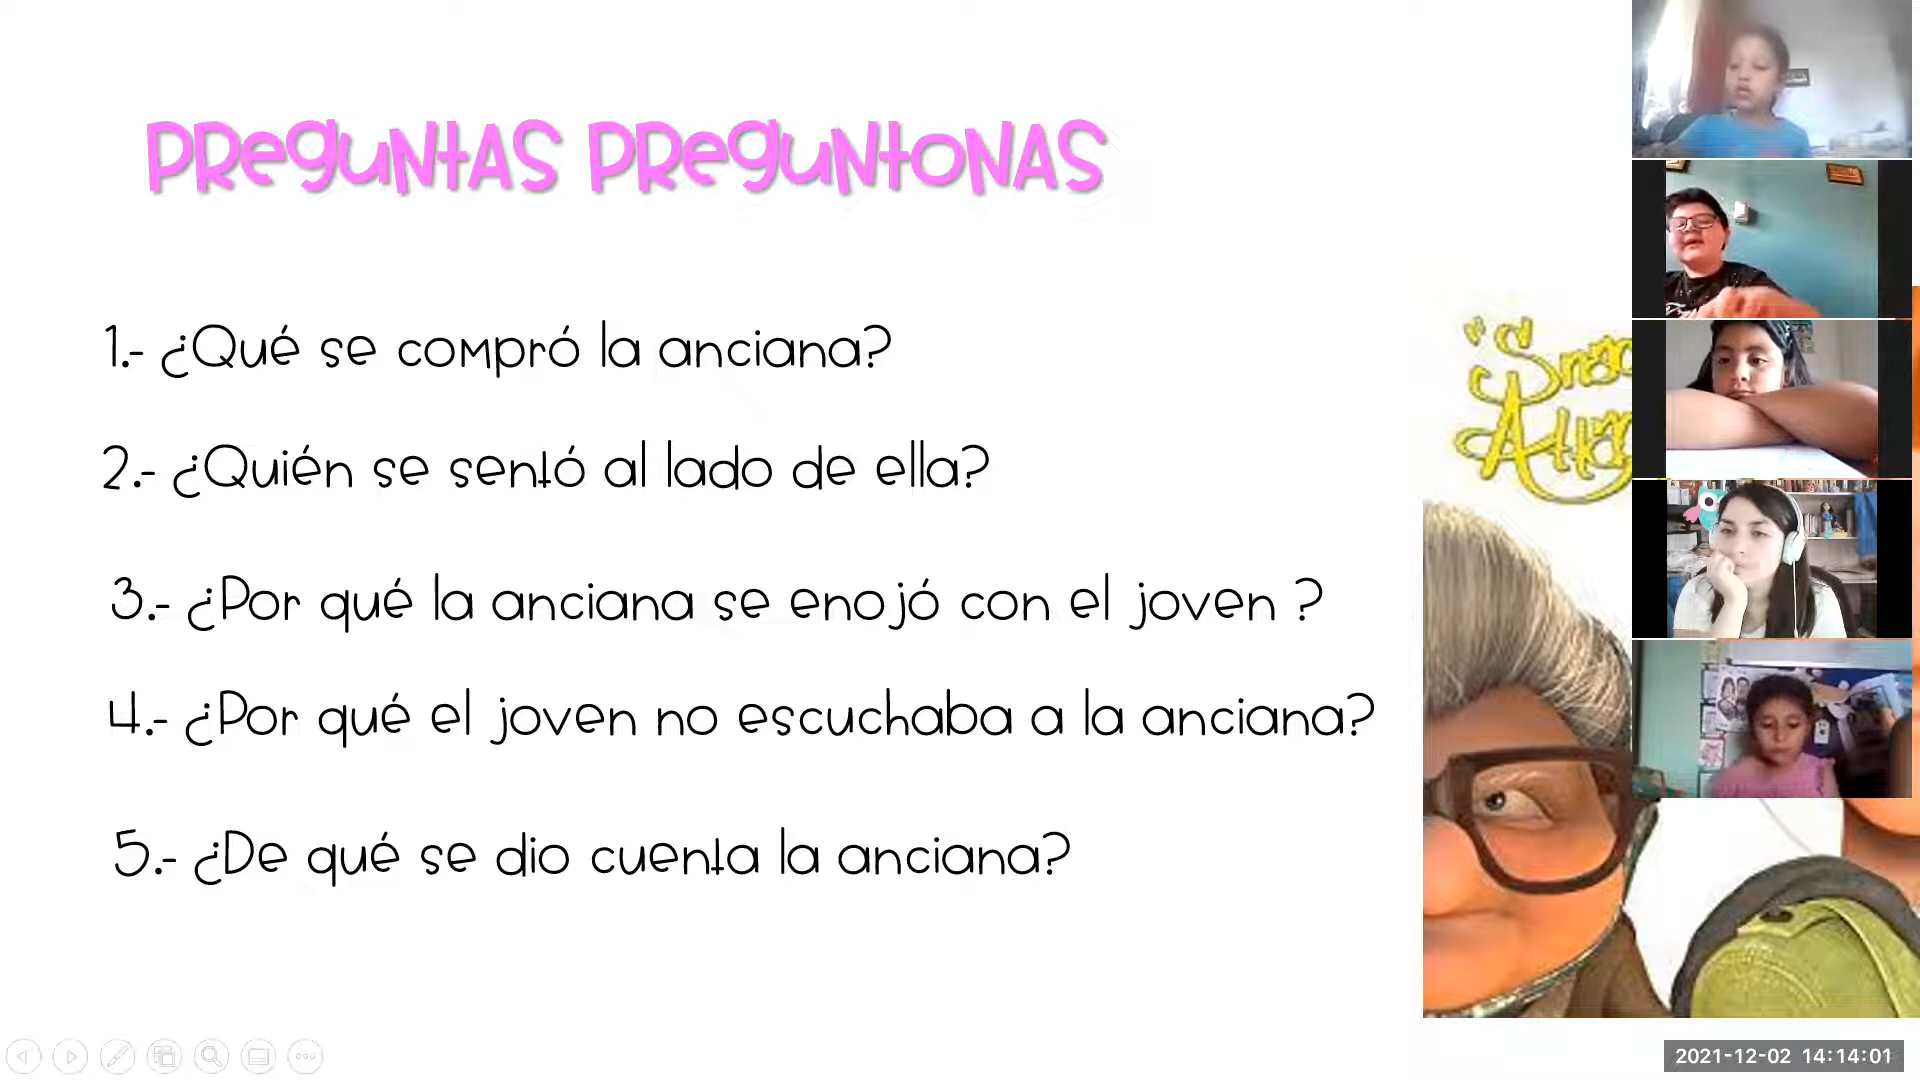 PREGUNTAS PREGUNTONAS
1.- ¿Qué se compró la anciana?
2.- ¿Quién se sentó al lado de ella?
3.- ¿Por qué la anciana se enojó con el joven ?
4.- ¿Por qué el joven no escuchaba a la anciana?
5.- ¿De qué se dio cuenta la anciana?
2021-12-02 14:14:01